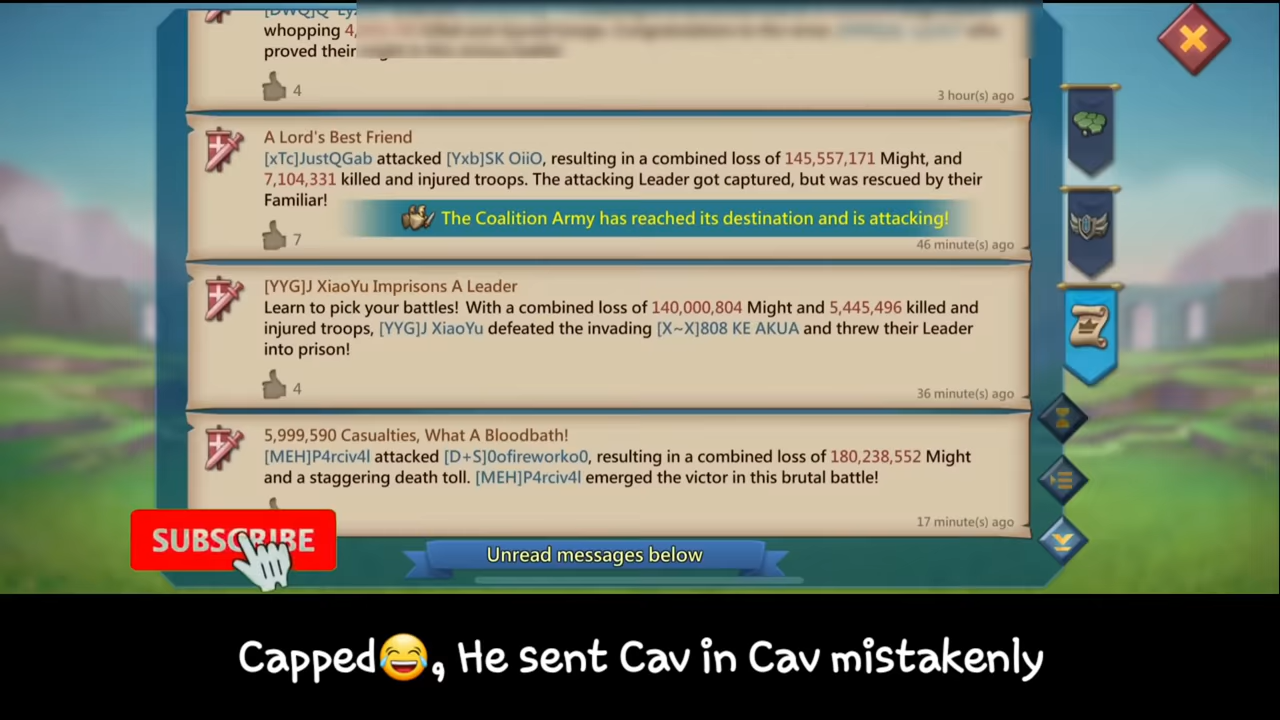 whopping 4,
proved their
4
3 hour(s) ago
A Lord's Best Friend
[xTc]JustQGab attacked [Yxb]SK OiiO, resulting in a combined loss of 145,557,171 Might, and
7,104,331 killed and injured troops. The attacking Leader got captured, but was rescued by their
Familiar!
The Coalition Army has reached its destination and is attacking!
7
46 minute(s) ago
[YYG]J XiaoYu Imprisons A Leader
Learn to pick your battles! With a combined loss of 140,000,804 Might and 5,445,496 killed and
injured troops, [YYG]J XiaoYu defeated the invading [X~X]808 KE AKUA and threw their Leader
into prison!
4
36 minute(s) ago
5,999,590 Casualties, What A Bloodbath!
[MEH]P4rciv4l attacked [D+S]0ofireworko0, resulting in a combined loss of 180,238,552 Might
and a staggering death toll. [MEH]P4rciv4l emerged the victor in this brutal battle!
17 minute(s) ago
SUBSCRIBE
Unread messages below
Capped😂, He sent Cav in Cav mistakenly